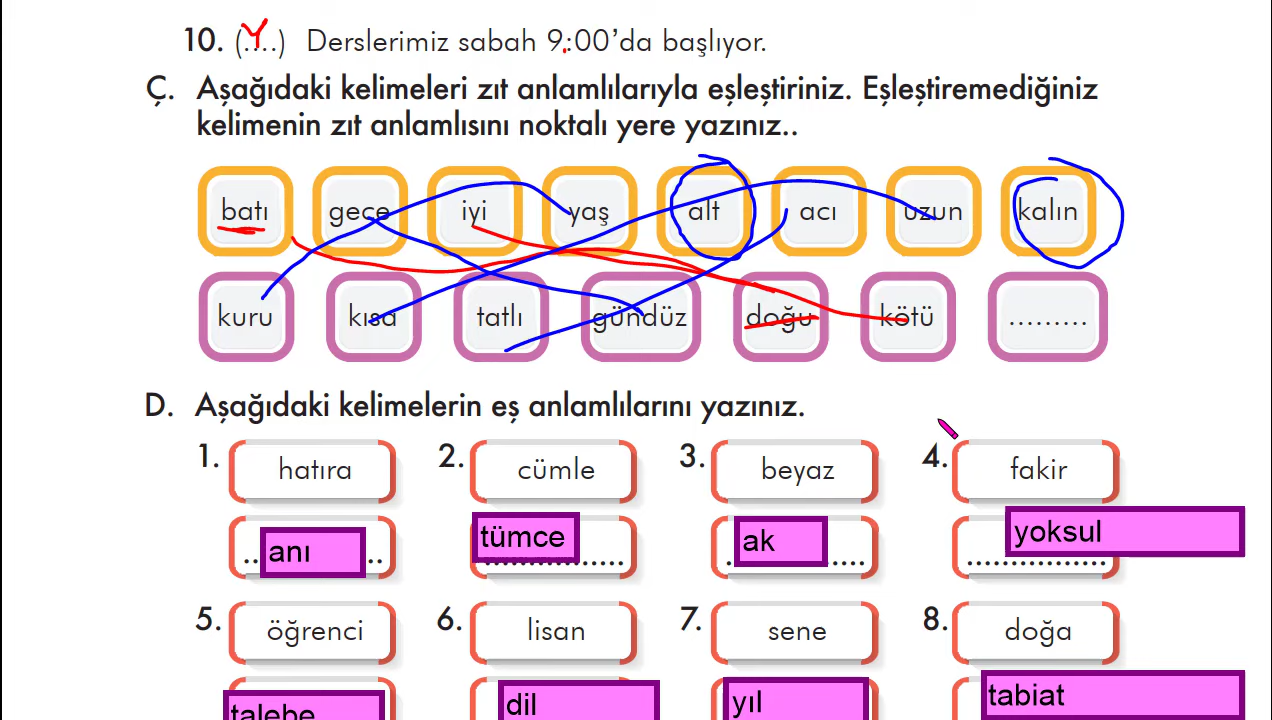 10. (.Y..) Derslerimiz sabah 9.:00'da başlıyor.
Ç. Aşağıdaki kelimeleri zıt anlamlılarıyla eşleştiriniz. Eşleştiremediğiniz
kelimenin zıt anlamlısını noktalı yere yazınız..
batı gece iyi yaş alt acı uzun kalın
kuru kısa tatlı gündüz doğu kötü .........
D. Aşağıdaki kelimelerin eş anlamlılarını yazınız.
1. hatıra 2. cümle 3. beyaz 4. fakir
anı tümce ak yoksul
5. öğrenci 6. lisan 7. sene 8. doğa
talebe dil yıl tabiat